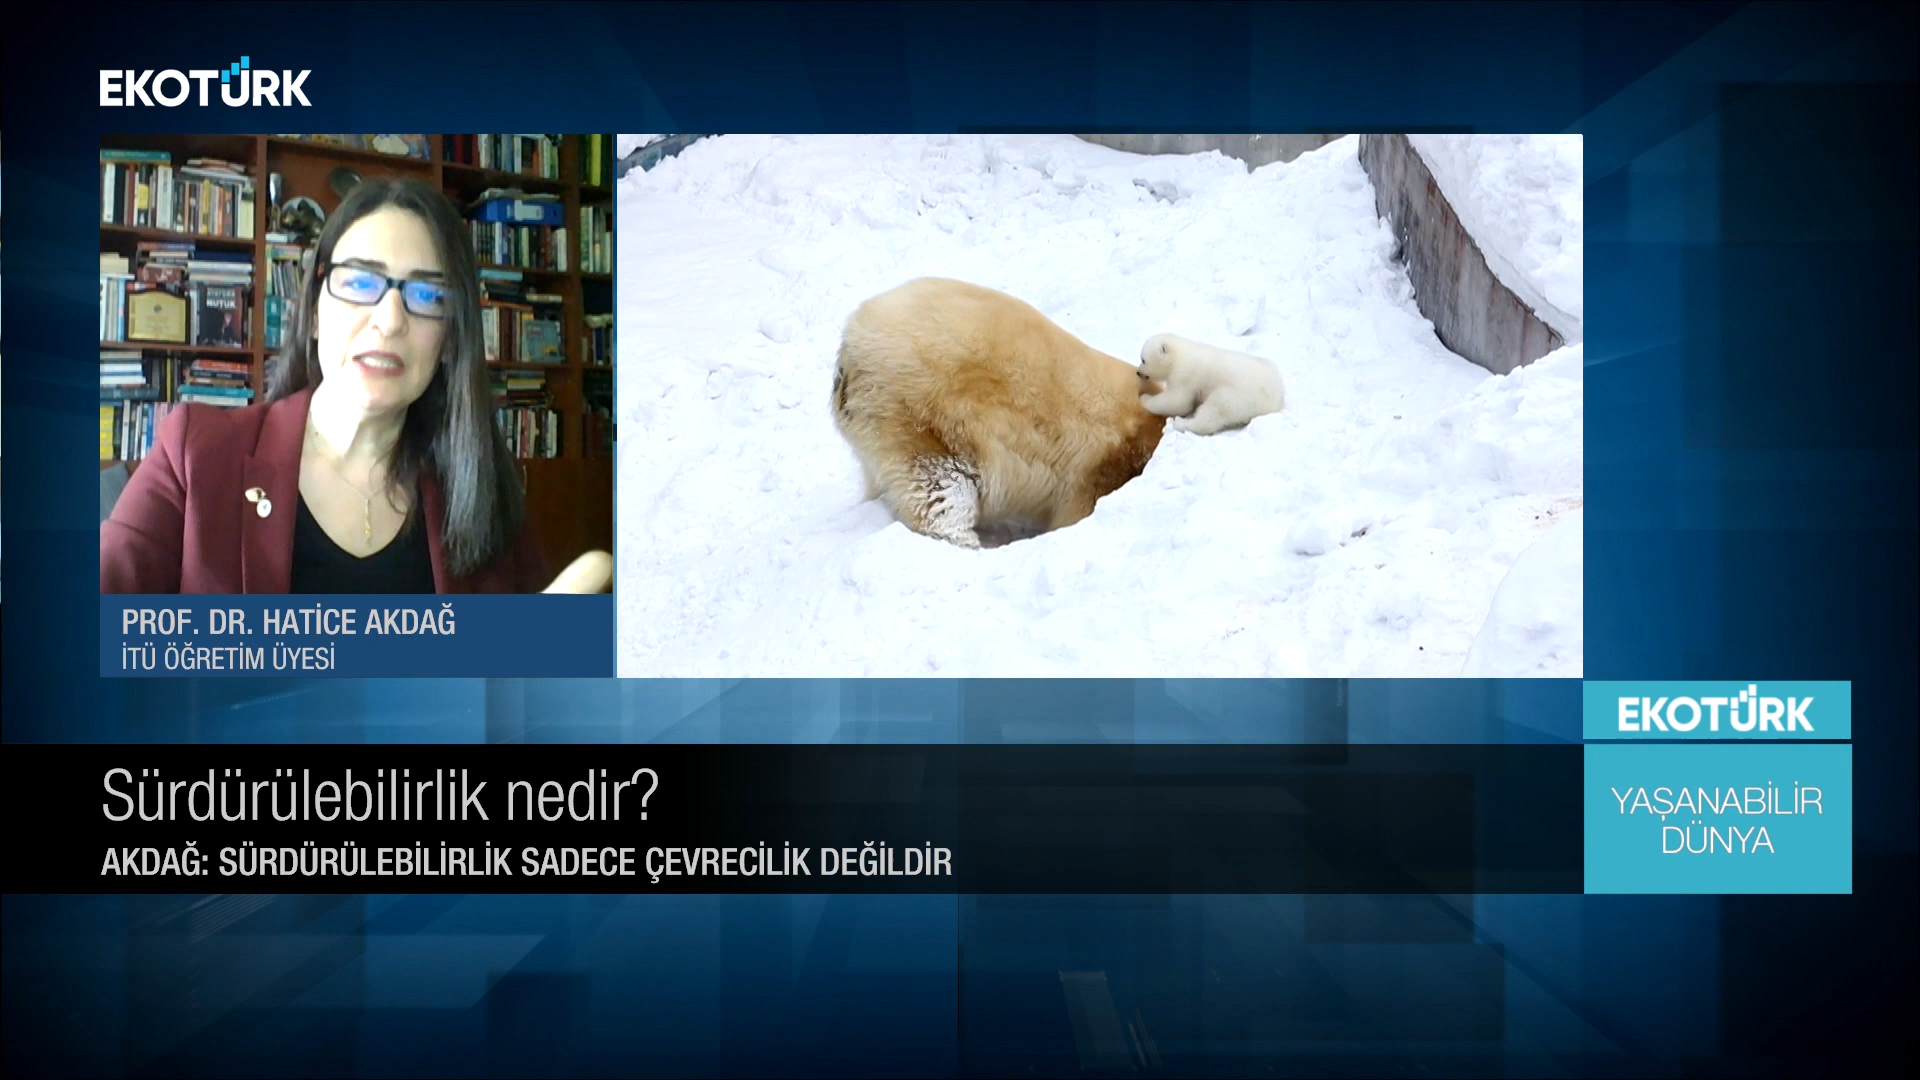 EKOTÜRK
NUTUK
PROF. DR. HATİCE AKDAĞ
İTÜ ÖĞRETİM ÜYESİ
EKOTÜRK
Sürdürülebilirlik nedir?
AKDAĞ: SÜRDÜRÜLEBİLİRLİK SADECE ÇEVRECİLİK DEĞİLDİR
YAŞANABİLİR
DÜNYA